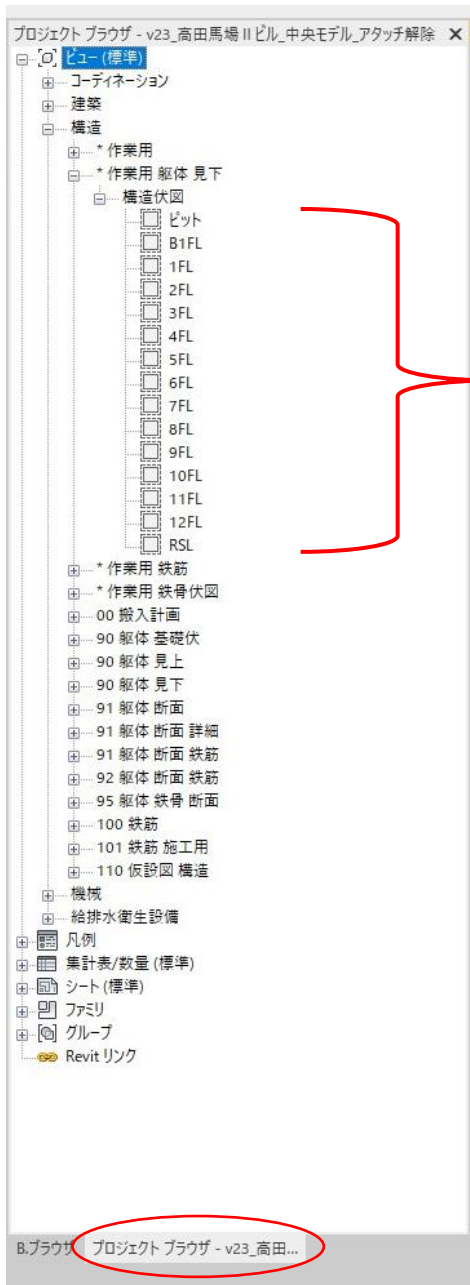 プロジェクト ブラウザ - v23_高田馬場Ⅱビル_中央モデル_アタッチ解除
ビュー (標準)
コーディネーション
建築
構造
* 作業用
* 作業用 躯体 見下
構造伏図
ピット
B1FL
1FL
2FL
3FL
4FL
5FL
6FL
7FL
8FL
9FL
10FL
11FL
12FL
RSL
* 作業用 鉄筋
* 作業用 鉄骨伏図
00 搬入計画
90 躯体 基礎伏
90 躯体 見上
90 躯体 見下
91 躯体 断面
91 躯体 断面 詳細
91 躯体 断面 鉄筋
92 躯体 断面 鉄筋
95 躯体 鉄骨 断面
100 鉄筋
101 鉄筋 施工用
110 仮設図 構造
機械
給排水衛生設備
凡例
集計表/数量 (標準)
シート (標準)
ファミリ
グループ
Revit リンク
B.ブラウザ プロジェクト ブラウザ - v23_高田...